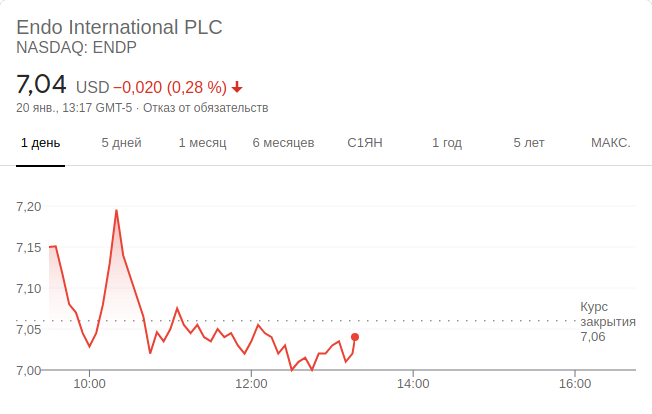 Endo International PLC
NASDAQ: ENDP
7,04 USD −0,020 (0,28 %)
20 янв., 13:17 GMT-5 · Отказ от обязательств
1 день 5 дней 1 месяц 6 месяцев С1ЯН 1 год 5 лет МАКС.
7,20
7,15
7,10
Курс
закрытия
7,06
7,05
7,00
10:00 12:00 14:00 16:00